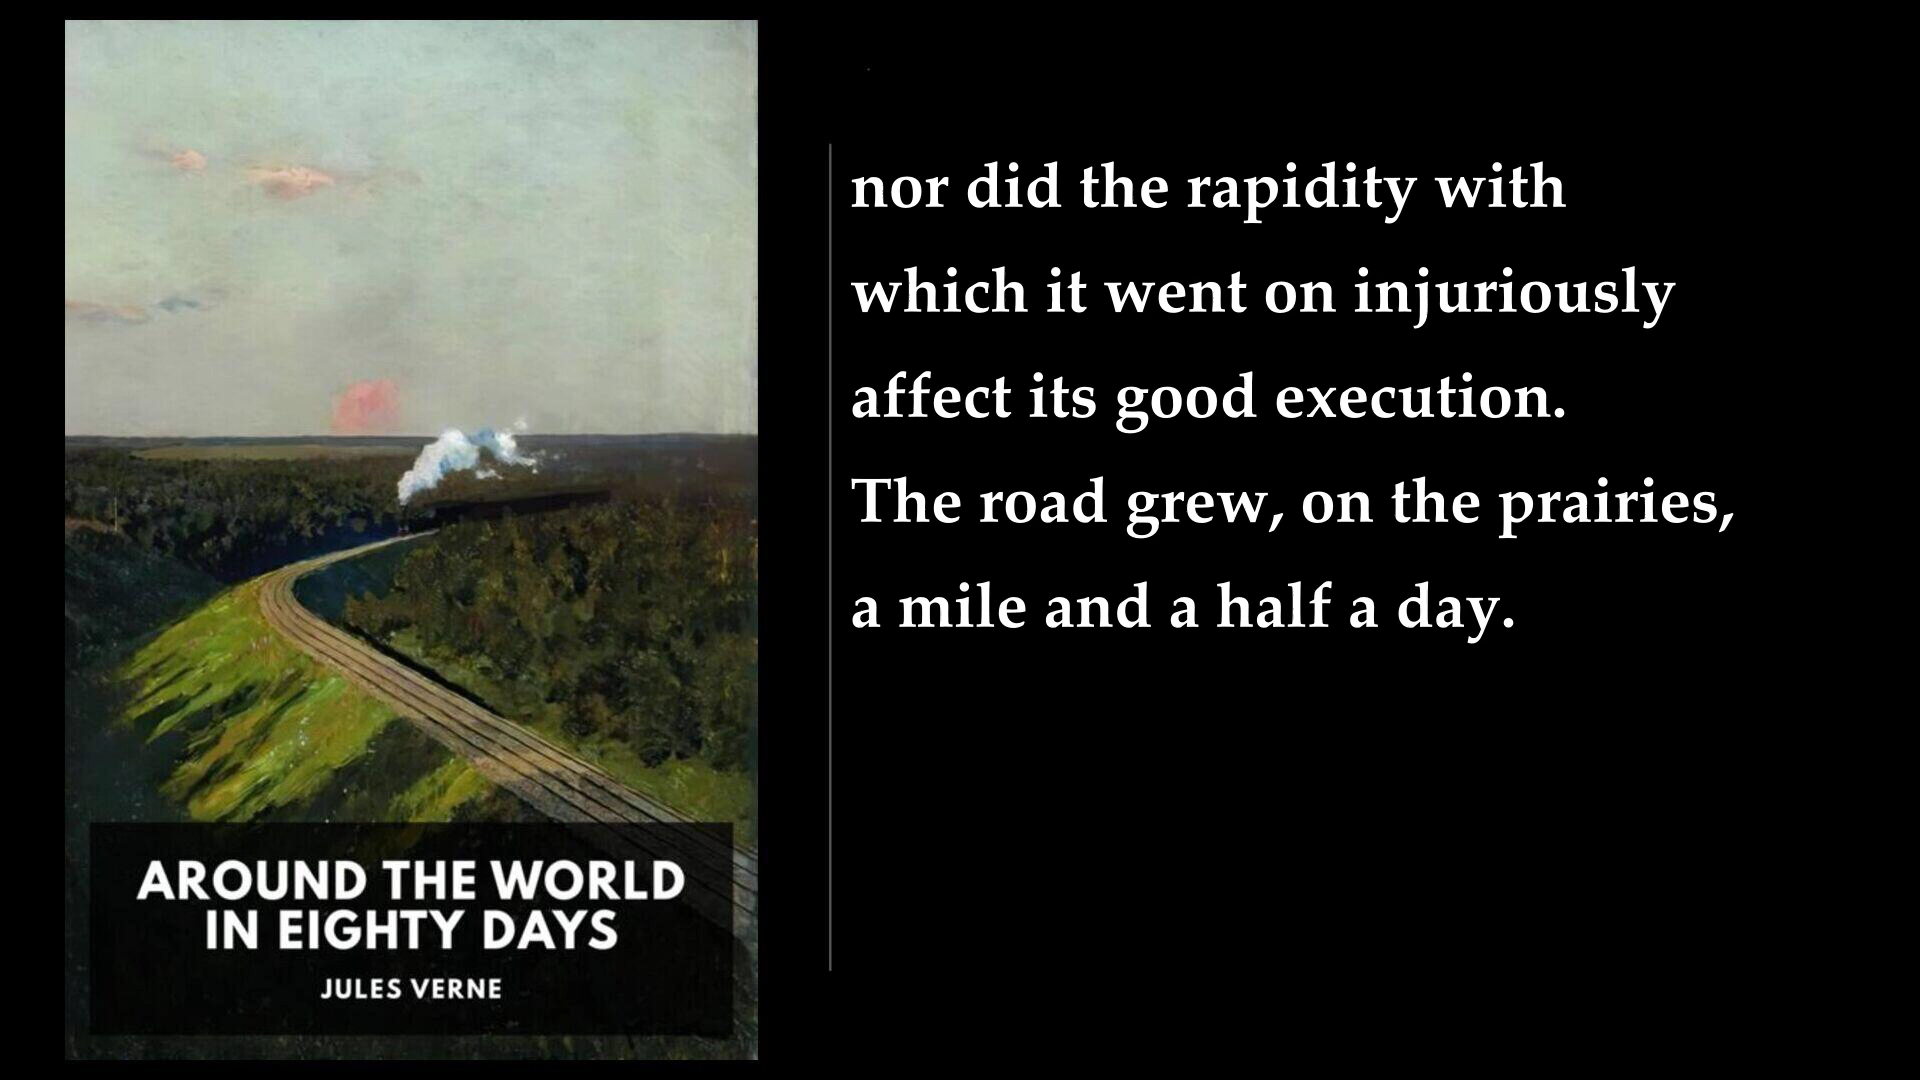 nor did the rapidity with
which it went on injuriously
affect its good execution.
The road grew, on the prairies,
a mile and a half a day.
AROUND THE WORLD
IN EIGHTY DAYS
JULES VERNE